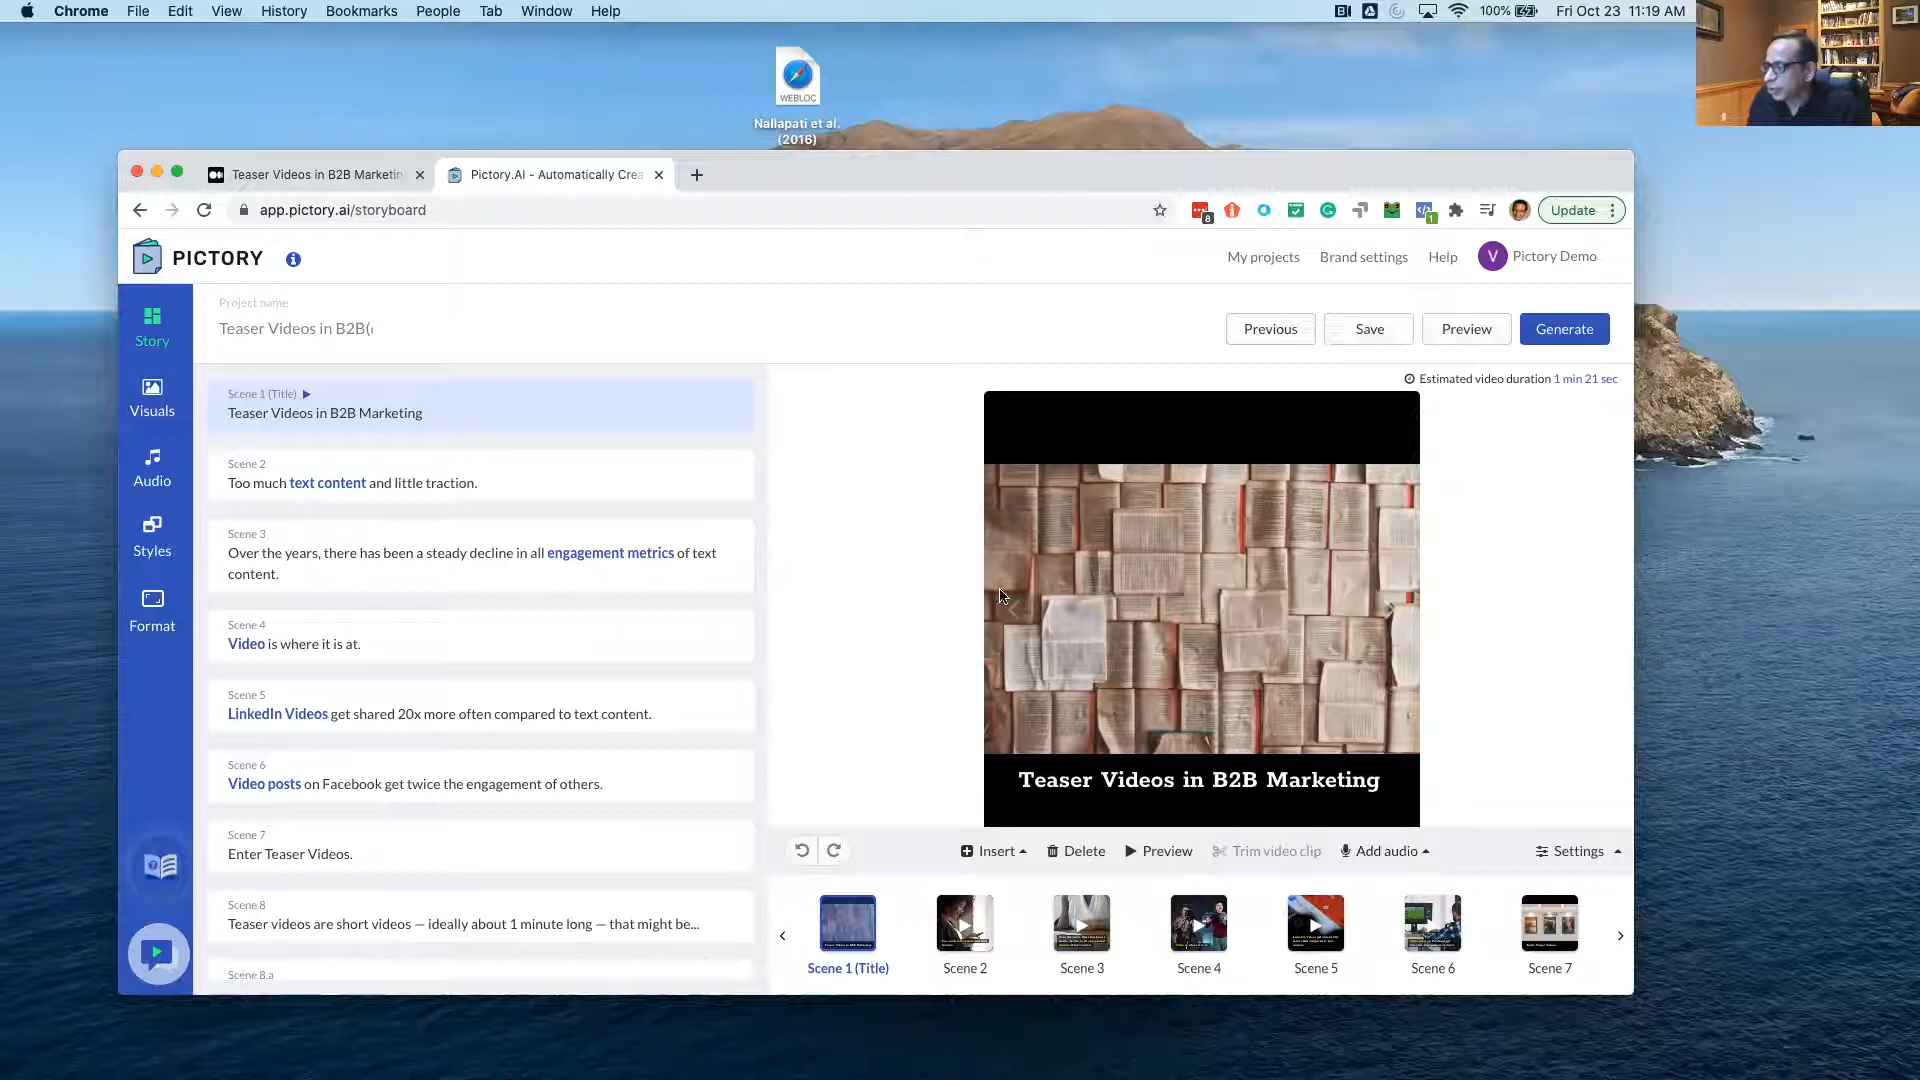 Chrome File Edit View History Bookmarks People Tab Window Help
100% Fri Oct 23 11:19 AM
WEBLOC
Nallapati et al.
(2016)
Teaser Videos in B2B Marketin
Pictory.AI - Automatically Crea
app.pictory.ai/storyboard
8
1
Update
PICTORY
My projects Brand settings Help V Pictory Demo
Project name
Teaser Videos in B2B(
Previous Save Preview Generate
Story
Visuals
Audio
Styles
Format
Estimated video duration 1 min 21 sec
Scene 1 (Title)
Teaser Videos in B2B Marketing
Scene 2
Too much text content and little traction.
Scene 3
Over the years, there has been a steady decline in all engagement metrics of text
content.
Scene 4
Video is where it is at.
Scene 5
LinkedIn Videos get shared 20x more often compared to text content.
Scene 6
Video posts on Facebook get twice the engagement of others.
Scene 7
Enter Teaser Videos.
Scene 8
Teaser videos are short videos — ideally about 1 minute long — that might be...
Scene 8.a
Teaser Videos in B2B Marketing
Insert Delete Preview Trim video clip Add audio Settings
Scene 1 (Title) Scene 2 Scene 3 Scene 4 Scene 5 Scene 6 Scene 7